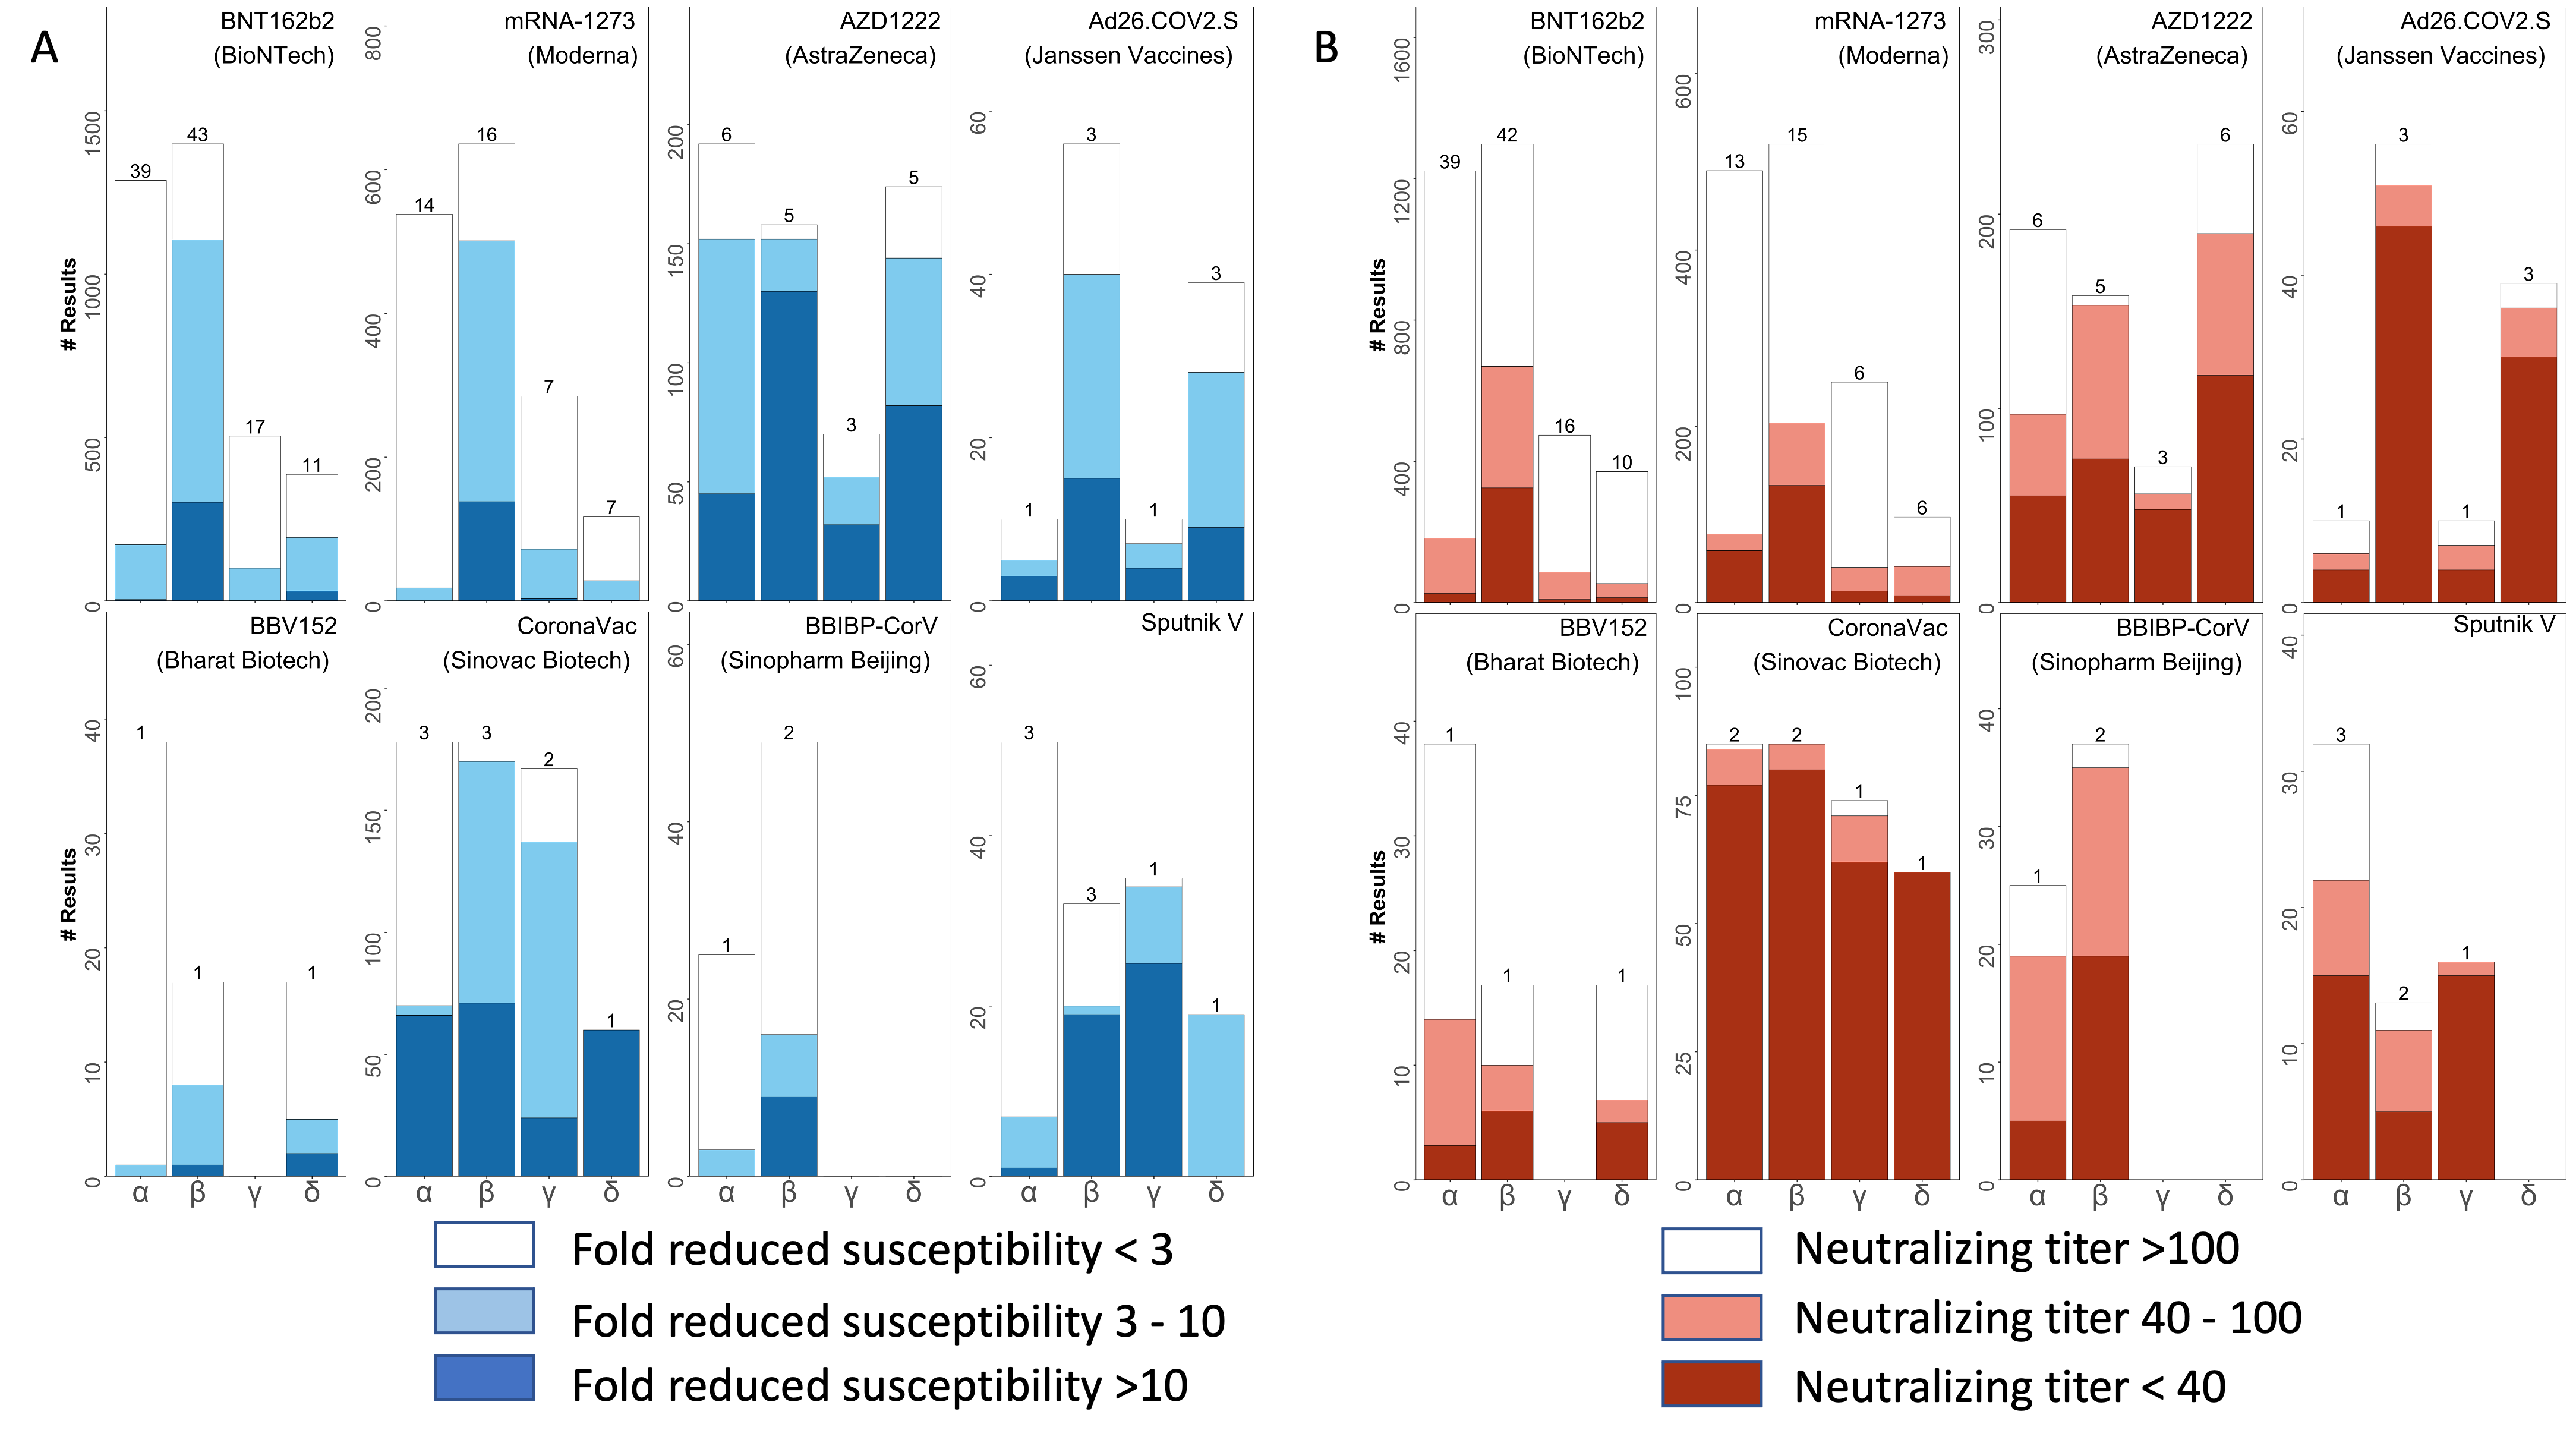 A
BNT162b2
(BioNTech)
# Results
0
500
1000
1500
39
43
17
11
mRNA-1273
(Moderna)
0
200
400
600
800
14
16
7
7
AZD1222
(AstraZeneca)
0
50
100
150
200
6
5
3
5
Ad26.COV2.S
(Janssen Vaccines)
0
20
40
60
1
3
1
3
BBV152
(Bharat Biotech)
# Results
0
10
20
30
40
1
1
1
α β γ δ
CoronaVac
(Sinovac Biotech)
0
50
100
150
200
3
3
2
1
α β γ δ
BBIBP-CorV
(Sinopharm Beijing)
0
20
40
60
1
2
α β γ δ
Sputnik V
0
20
40
60
3
3
1
1
α β γ δ
Fold reduced susceptibility < 3
Fold reduced susceptibility 3 - 10
Fold reduced susceptibility >10
B
BNT162b2
(BioNTech)
# Results
0
400
800
1200
1600
39
42
16
10
mRNA-1273
(Moderna)
0
200
400
600
13
15
6
6
AZD1222
(AstraZeneca)
0
100
200
300
6
5
3
6
Ad26.COV2.S
(Janssen Vaccines)
0
20
40
60
1
3
1
3
BBV152
(Bharat Biotech)
# Results
0
10
20
30
40
1
1
1
α β γ δ
CoronaVac
(Sinovac Biotech)
0
25
50
75
100
2
2
1
1
α β γ δ
BBIBP-CorV
(Sinopharm Beijing)
0
10
20
30
40
1
2
α β γ δ
Sputnik V
0
10
20
30
40
3
2
1
α β γ δ
Neutralizing titer >100
Neutralizing titer 40 - 100
Neutralizing titer < 40